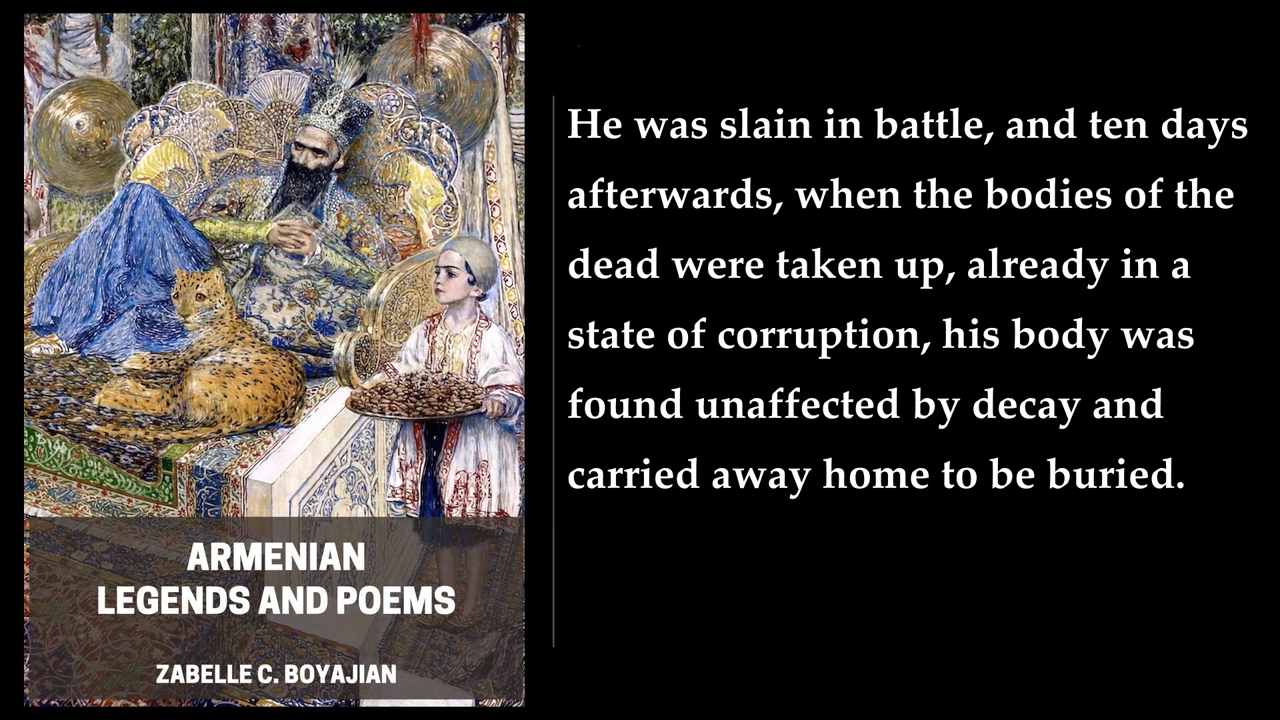 He was slain in battle, and ten days
afterwards, when the bodies of the
dead were taken up, already in a
state of corruption, his body was
found unaffected by decay and
carried away home to be buried.
ARMENIAN
LEGENDS AND POEMS
ZABELLE C. BOYAJIAN